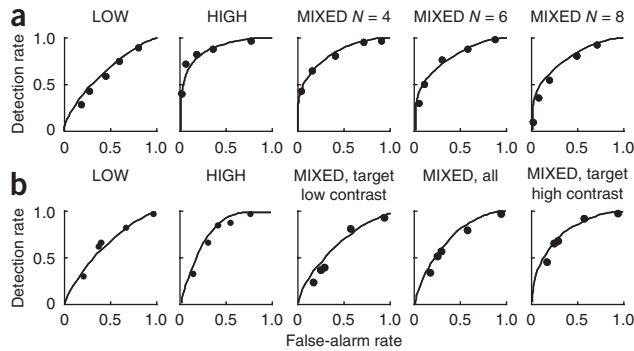 a
LOW
HIGH
MIXED N = 4
MIXED N = 6
MIXED N = 8
Detection rate
1.0
0.5
0
0 0.5 1.0
0 0.5 1.0
0 0.5 1.0
0 0.5 1.0
0 0.5 1.0
b
LOW
HIGH
MIXED, target
low contrast
MIXED, all
MIXED, target
high contrast
Detection rate
1.0
0.5
0
0 0.5 1.0
0 0.5 1.0
0 0.5 1.0
0 0.5 1.0
0 0.5 1.0
False-alarm rate